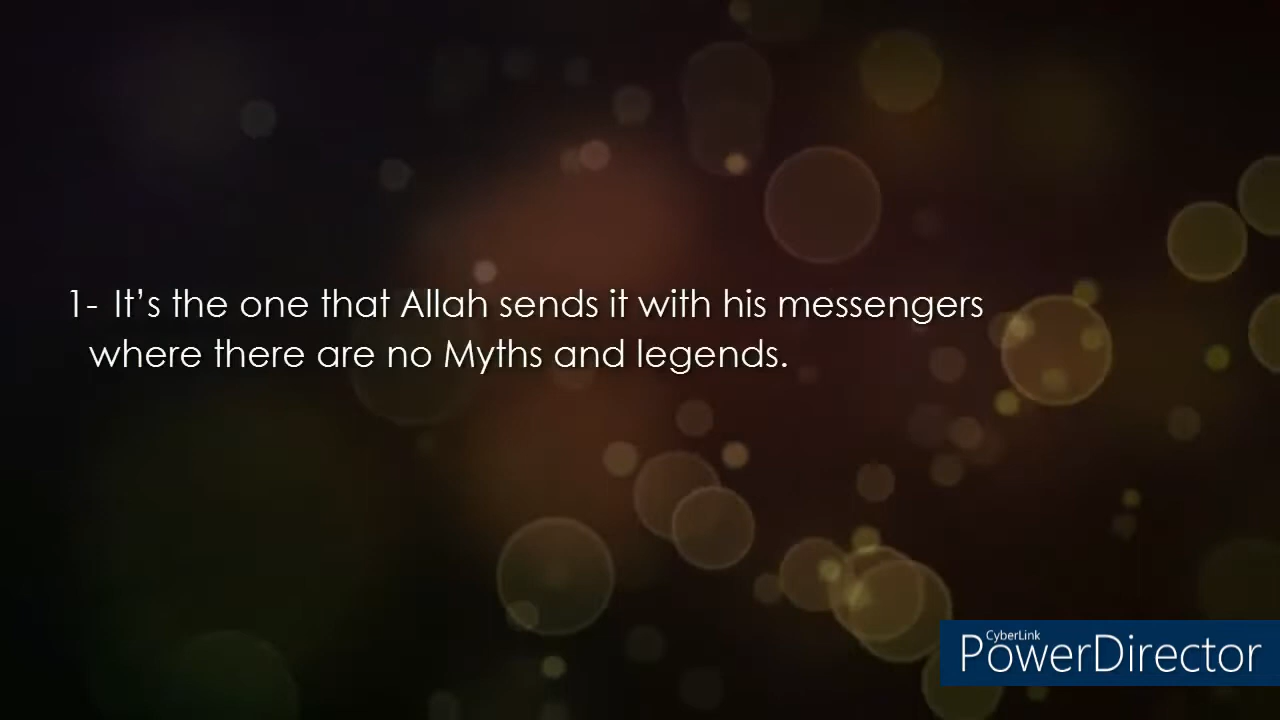 1- It’s the one that Allah sends it with his messengers
where there are no Myths and legends.
CyberLink
PowerDirector